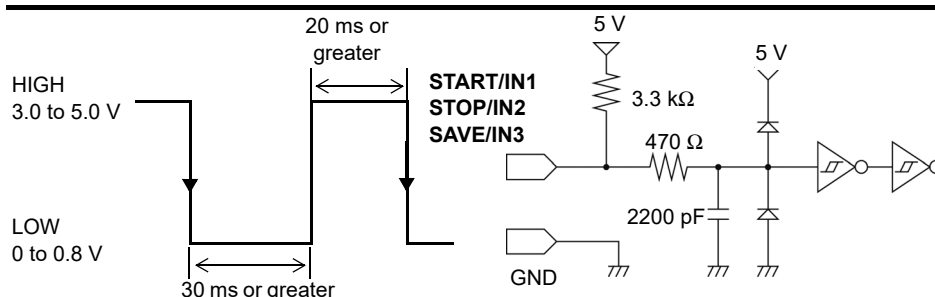 20 ms or
greater
HIGH
3.0 to 5.0 V
LOW
0 to 0.8 V
30 ms or greater
START/IN1
STOP/IN2
SAVE/IN3
5 V
5 V
3.3 kΩ
470 Ω
2200 pF
GND